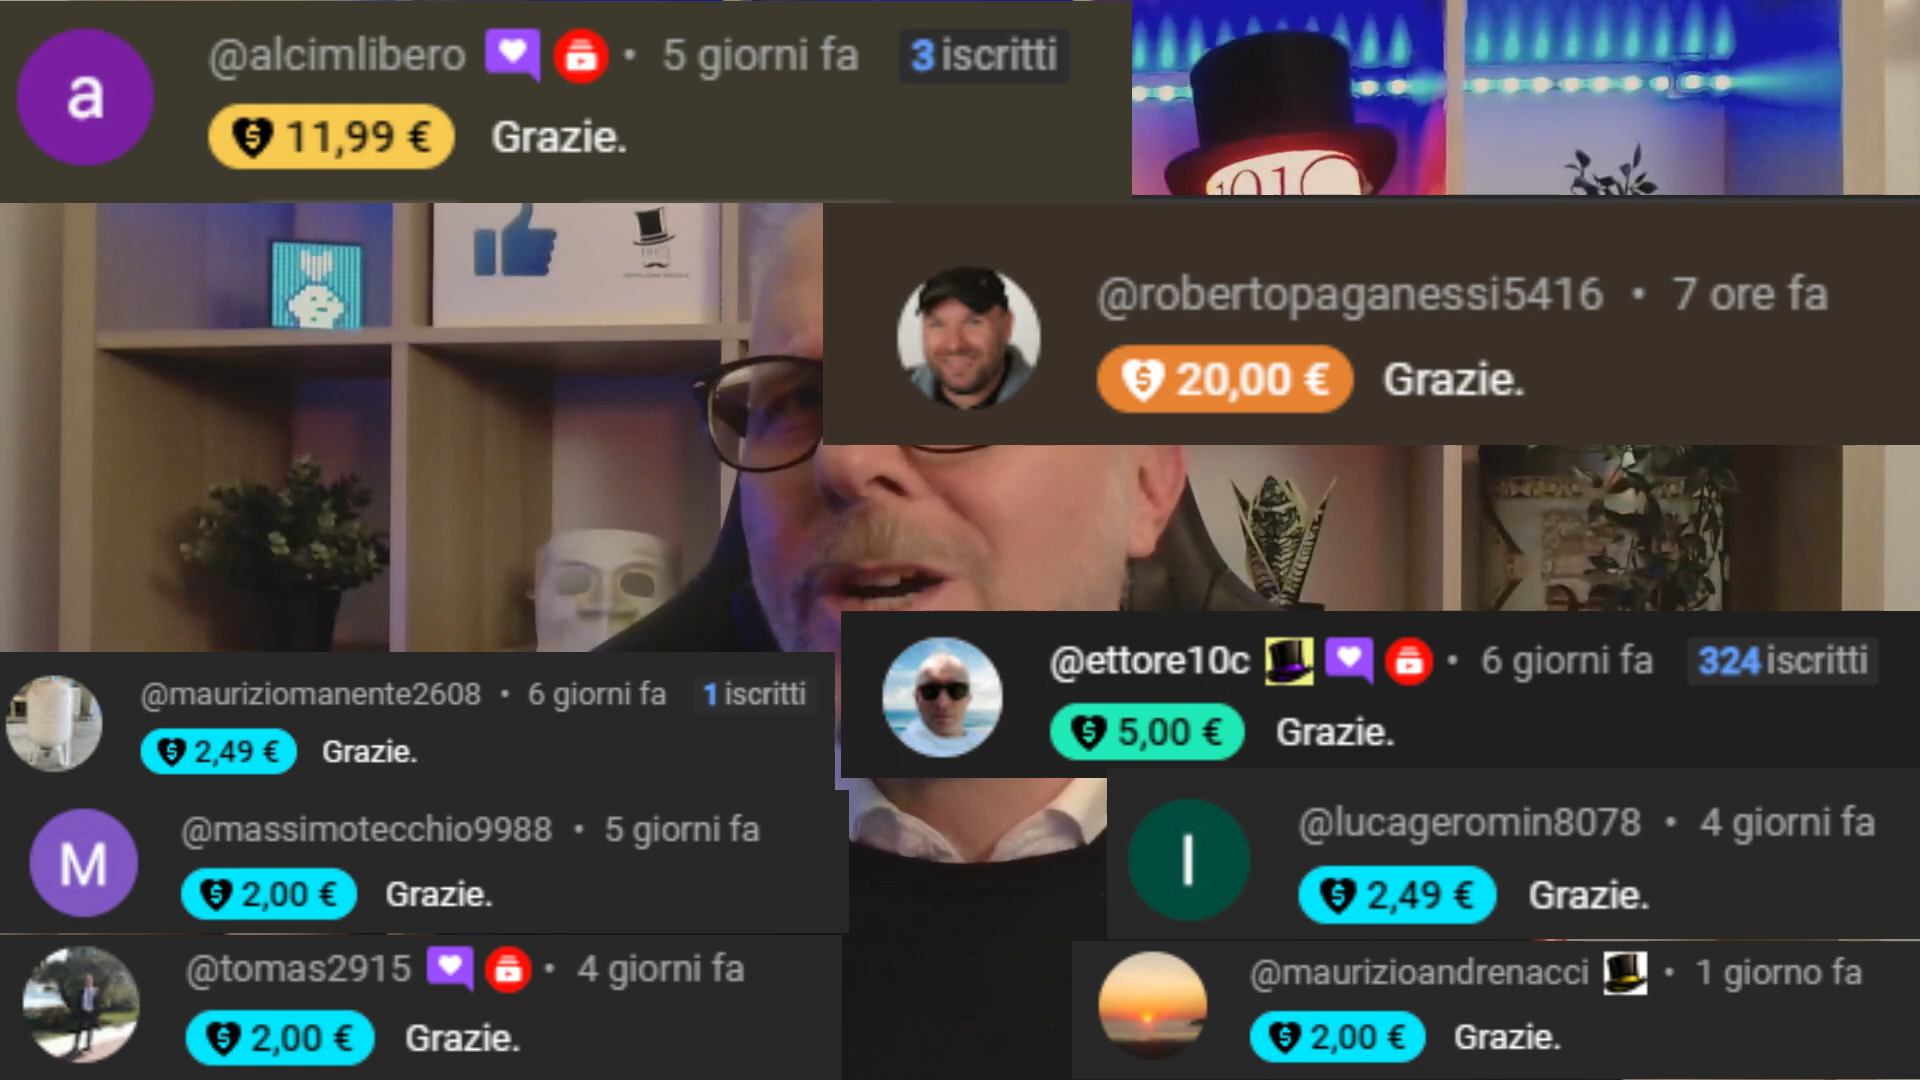 a
@alcimlibero • 5 giorni fa 3 iscritti
11,99 € Grazie.
1010
@robertopaganessi5416 • 7 ore fa
20,00 € Grazie.
@ettore10c • 6 giorni fa 324 iscritti
5,00 € Grazie.
@mauriziomanente2608 • 6 giorni fa 1 iscritti
2,49 € Grazie.
M
@massimotecchio9988 • 5 giorni fa
2,00 € Grazie.
l
@lucageromin8078 • 4 giorni fa
2,49 € Grazie.
@tomas2915 • 4 giorni fa
2,00 € Grazie.
@maurizioandrenacci • 1 giorno fa
2,00 € Grazie.